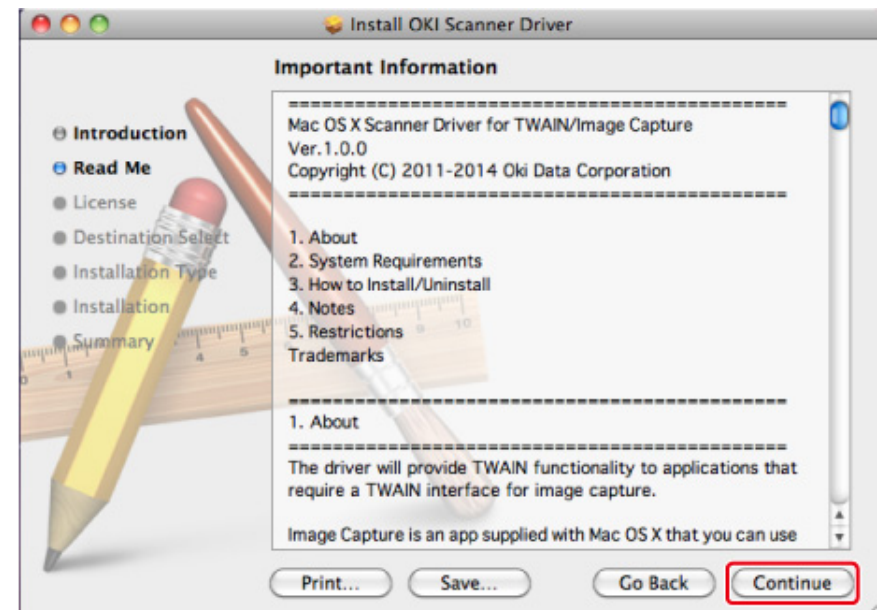 Install OKI Scanner Driver
Important Information
Introduction
Read Me
License
Destination Select
Installation Type
Installation
Summary
================================================
Mac OS X Scanner Driver for TWAIN/Image Capture
Ver.1.0.0
Copyright (C) 2011-2014 Oki Data Corporation
================================================
1. About
2. System Requirements
3. How to Install/Uninstall
4. Notes
5. Restrictions
Trademarks
================================================
1. About
================================================
The driver will provide TWAIN functionality to applications that
require a TWAIN interface for image capture.
Image Capture is an app supplied with Mac OS X that you can use
Print... Save... Go Back Continue